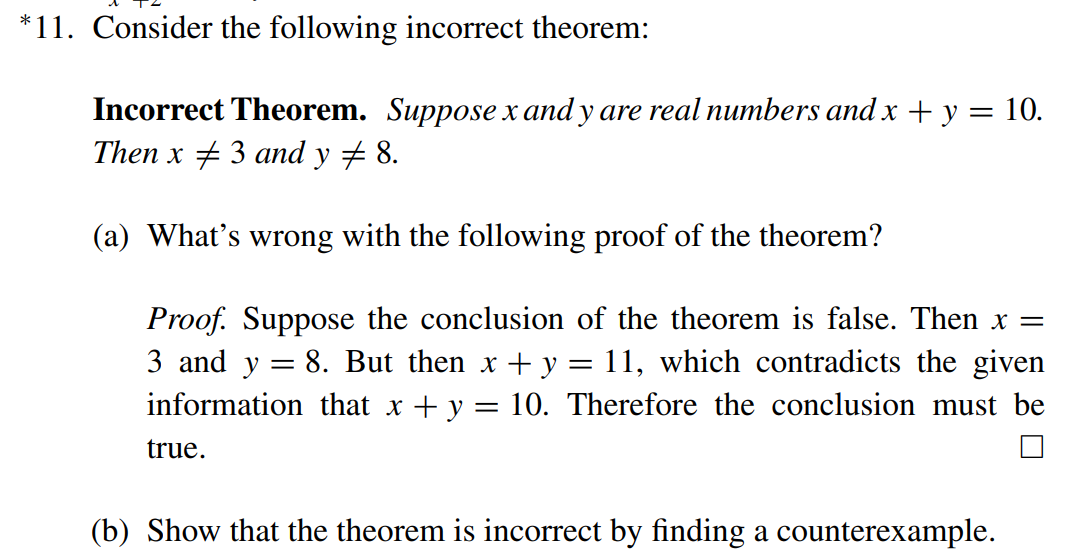 *11. Consider the following incorrect theorem:
Incorrect Theorem. Suppose x and y are real numbers and x + y = 10.
Then x ≠ 3 and y ≠ 8.
(a) What's wrong with the following proof of the theorem?
Proof. Suppose the conclusion of the theorem is false. Then x =
3 and y = 8. But then x + y = 11, which contradicts the given
information that x + y = 10. Therefore the conclusion must be
true. □
(b) Show that the theorem is incorrect by finding a counterexample.